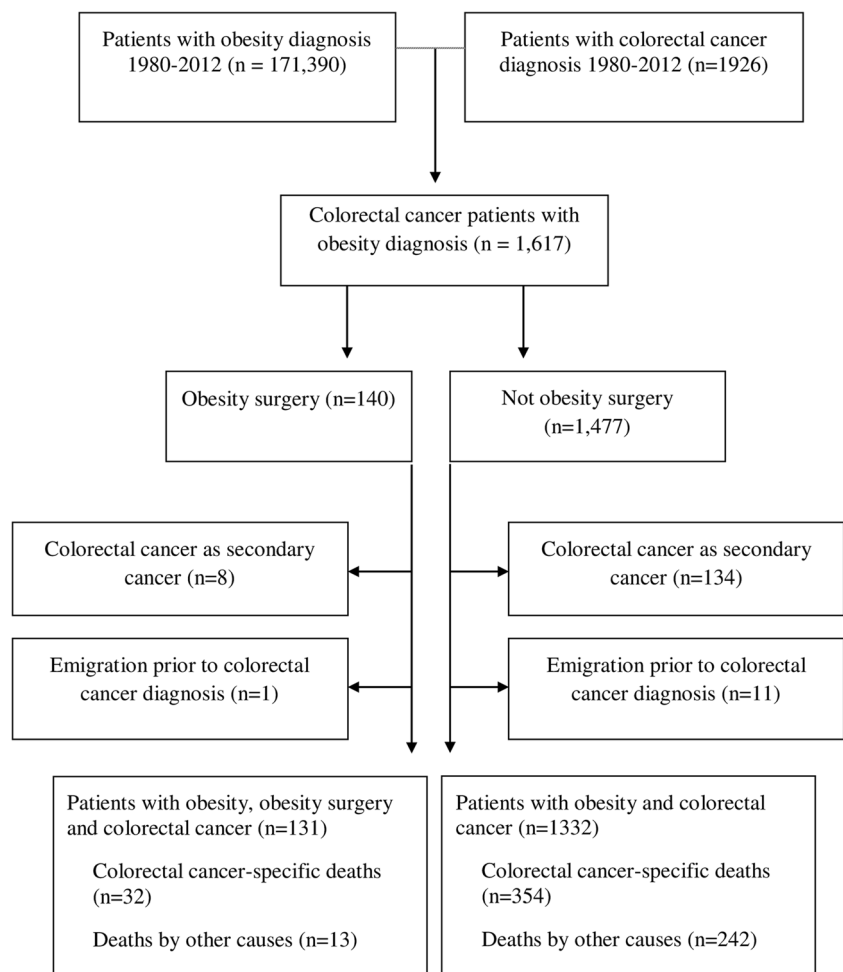 Patients with obesity diagnosis
1980-2012 (n = 171,390)
Patients with colorectal cancer
diagnosis 1980-2012 (n=1926)
Colorectal cancer patients with
obesity diagnosis (n = 1,617)
Obesity surgery (n=140)
Not obesity surgery
(n=1,477)
Colorectal cancer as secondary
cancer (n=8)
Colorectal cancer as secondary
cancer (n=134)
Emigration prior to colorectal
cancer diagnosis (n=1)
Emigration prior to colorectal
cancer diagnosis (n=11)
Patients with obesity, obesity surgery
and colorectal cancer (n=131)
Colorectal cancer-specific deaths
(n=32)
Deaths by other causes (n=13)
Patients with obesity and colorectal
cancer (n=1332)
Colorectal cancer-specific deaths
(n=354)
Deaths by other causes (n=242)